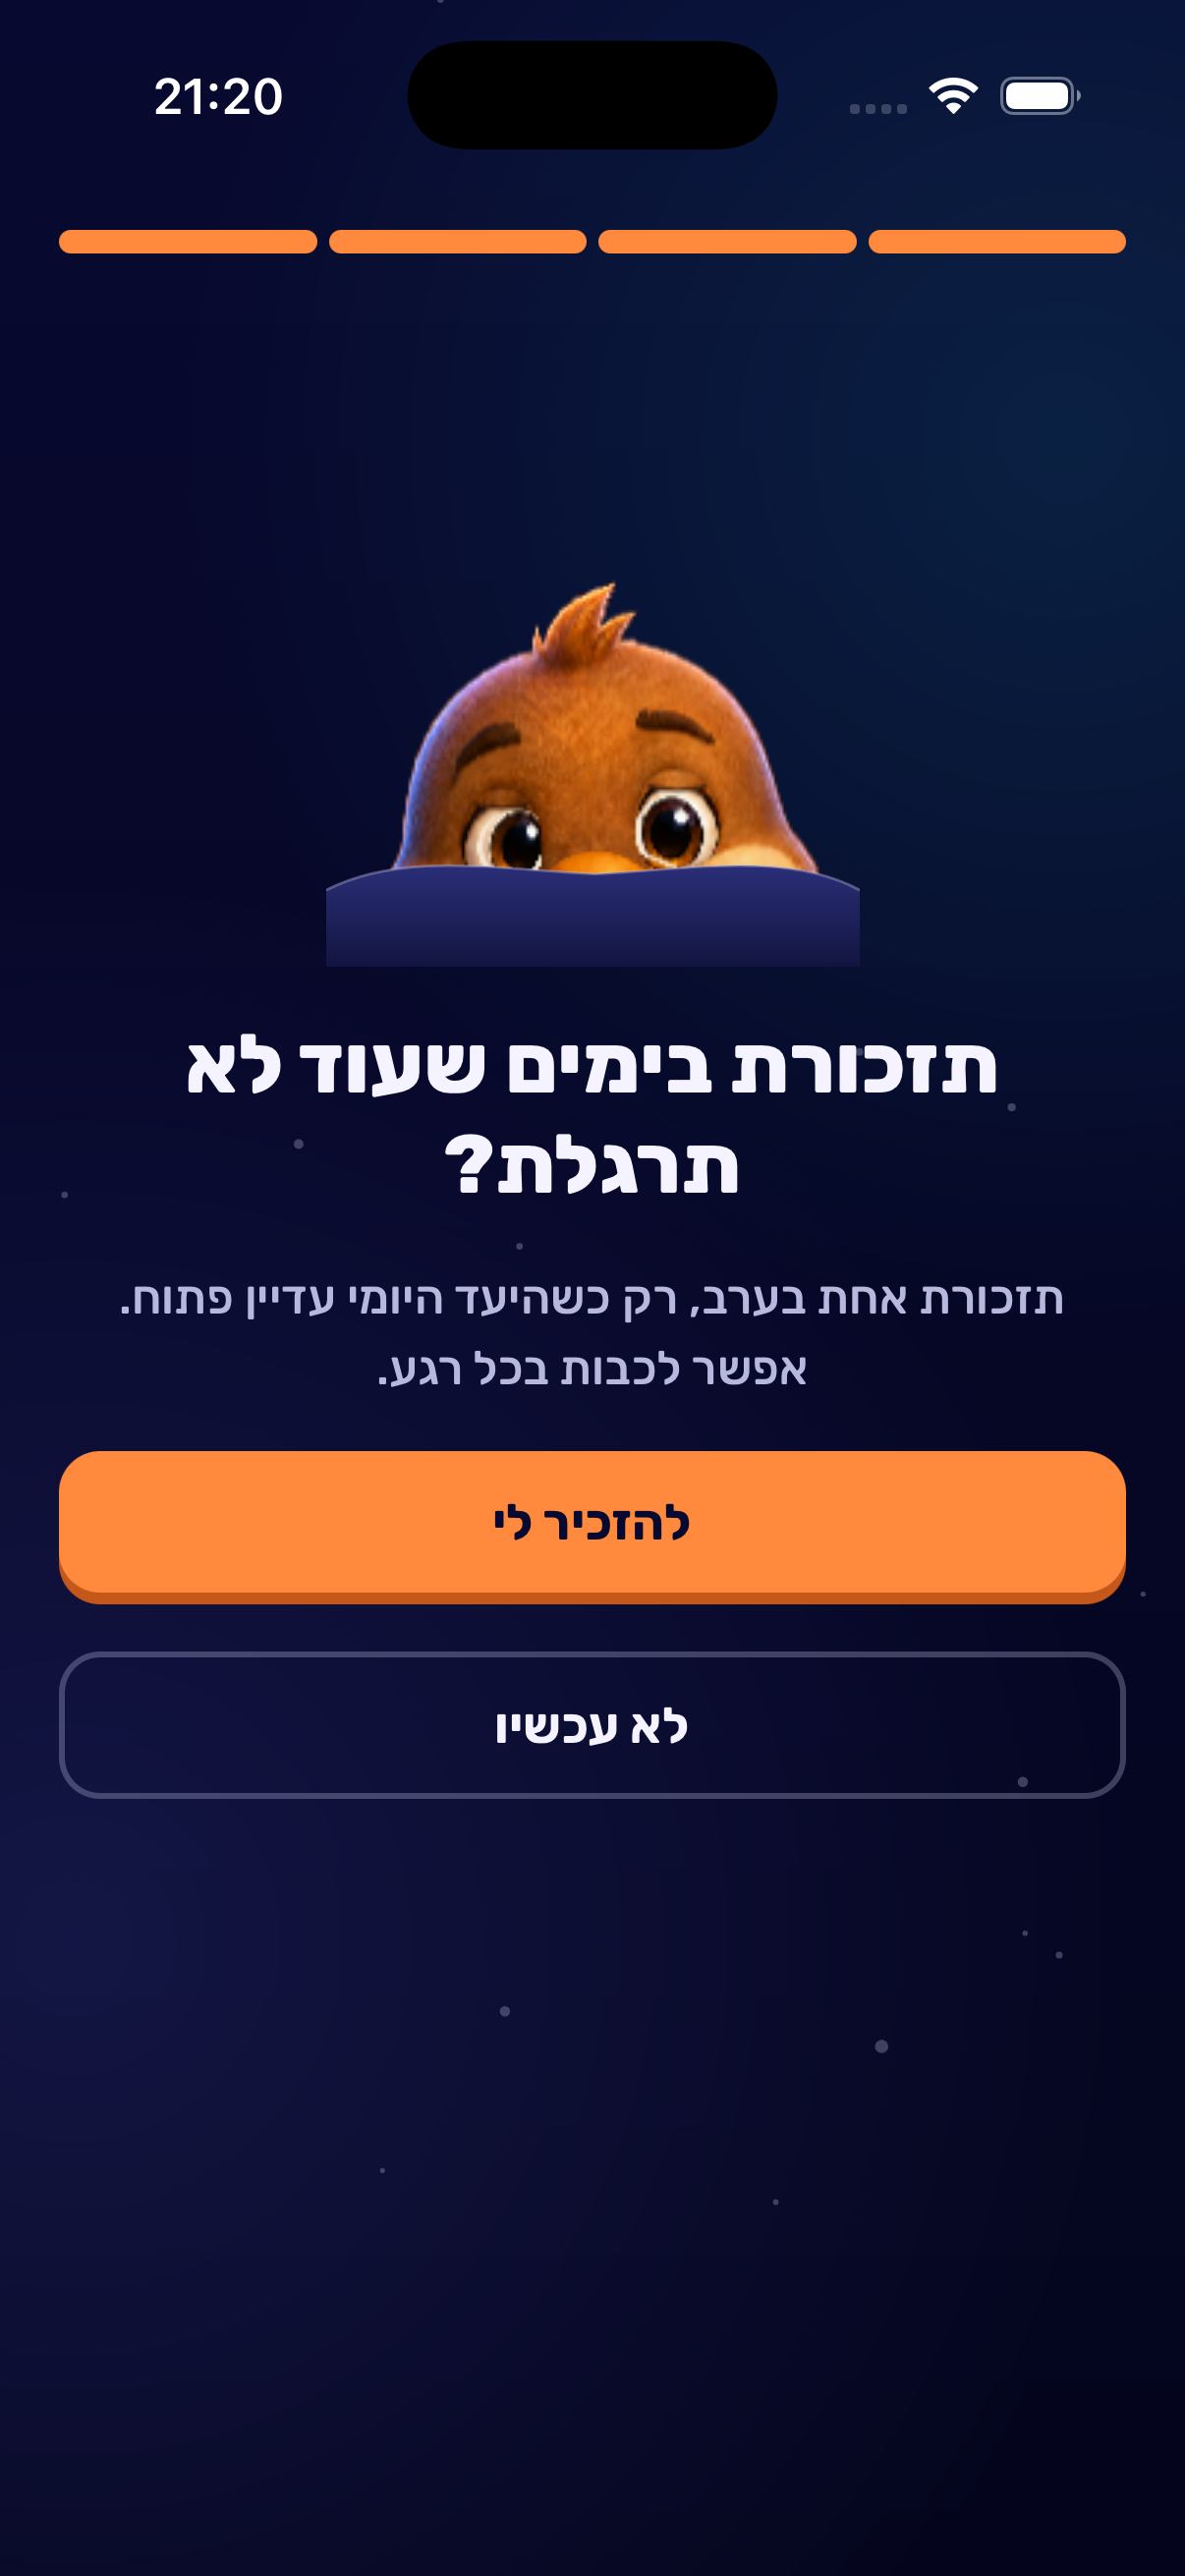 21:20
תזכורת בימים שעוד לא
תרגלת?
תזכורת אחת בערב, רק כשהיעד היומי עדיין פתוח.
אפשר לכבות בכל רגע.
להזכיר לי
לא עכשיו